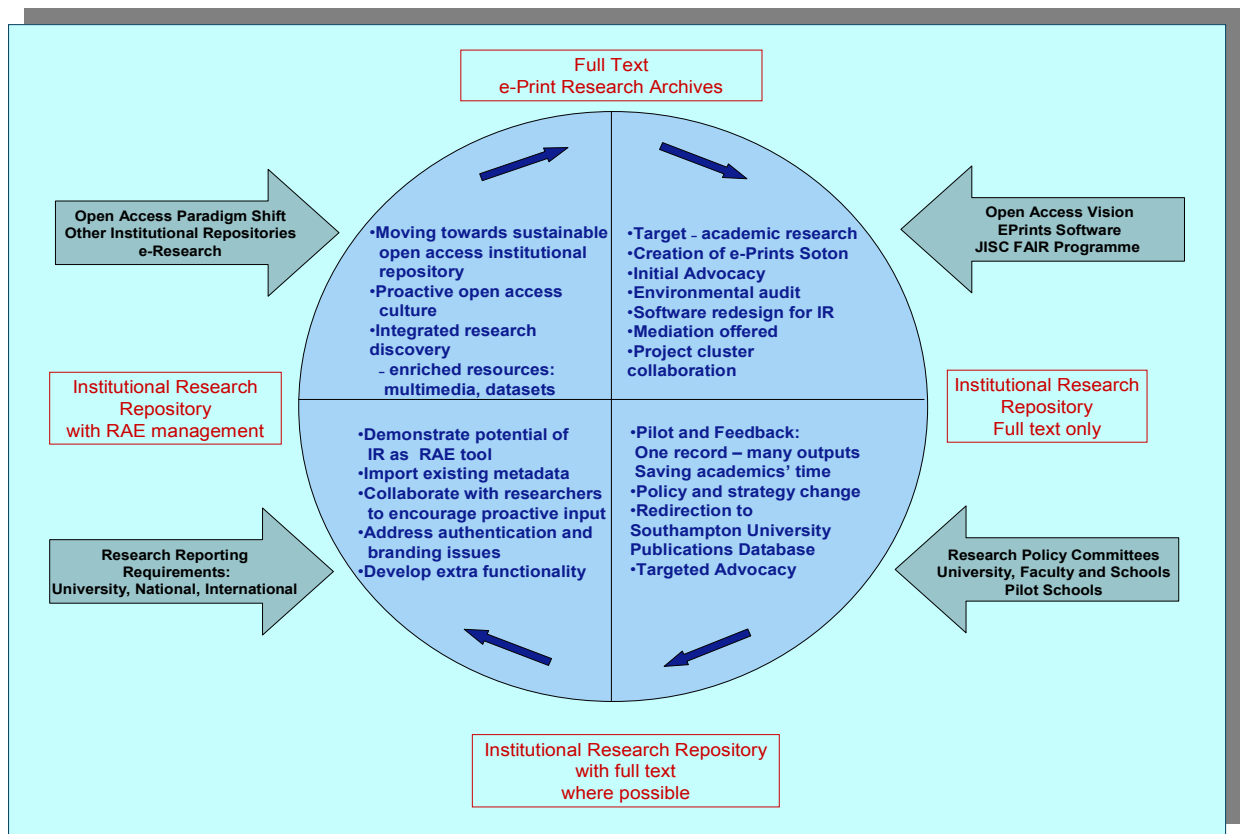 Full Text
e-Print Research Archives
Open Access Paradigm Shift
Other Institutional Repositories
e-Research
•Moving towards sustainable
open access institutional
repository
•Proactive open access
culture
•Integrated research
discovery
- enriched resources:
multimedia, datasets
•Target - academic research
•Creation of e-Prints Soton
•Initial Advocacy
•Environmental audit
•Software redesign for IR
•Mediation offered
•Project cluster
collaboration
Open Access Vision
EPrints Software
JISC FAIR Programme
Institutional Research
Repository
with RAE management
Institutional Research
Repository
Full text only
•Demonstrate potential of
IR as RAE tool
•Import existing metadata
•Collaborate with researchers
to encourage proactive input
•Address authentication and
branding issues
•Develop extra functionality
•Pilot and Feedback:
One record – many outputs
Saving academics' time
•Policy and strategy change
•Redirection to
Southampton University
Publications Database
•Targeted Advocacy
Research Reporting
Requirements:
University, National, International
Research Policy Committees
University, Faculty and Schools
Pilot Schools
Institutional Research Repository
with full text
where possible